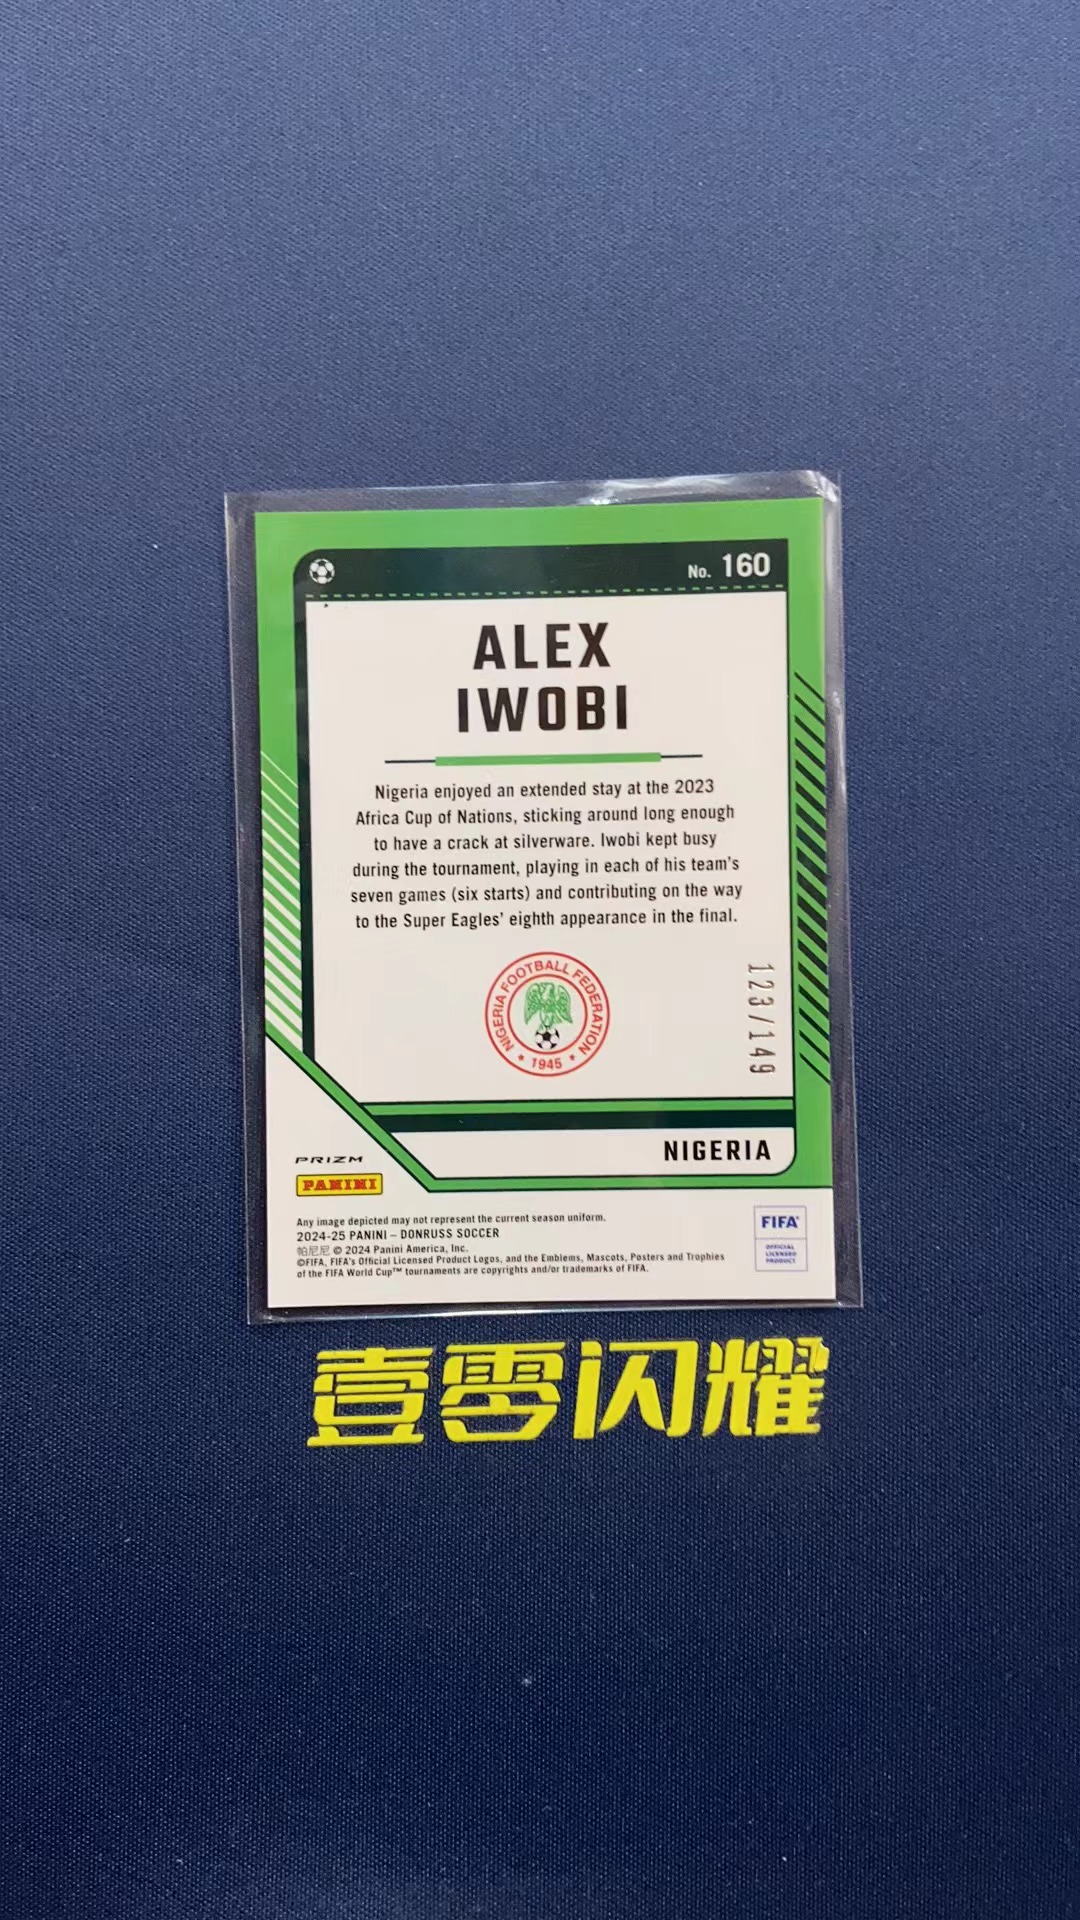 No. 160
ALEX
IWOBI
Nigeria enjoyed an extended stay at the 2023
Africa Cup of Nations, sticking around long enough
to have a crack at silverware. Iwobi kept busy
during the tournament, playing in each of his team's
seven games (six starts) and contributing on the way
to the Super Eagles' eighth appearance in the final.
NIGERIA FOOTBALL FEDERATION
• 1945 •
123/149
NIGERIA
PRIZM
PANINI
Any image depicted may not represent the current season uniform.
2024-25 PANINI – DONRUSS SOCCER
帕尼尼 © 2024 Panini America, Inc.
©FIFA, FIFA's Official Licensed Product Logos, and the Emblems, Mascots, Posters and Trophies
of the FIFA World Cup™ tournaments are copyrights and/or trademarks of FIFA.
FIFA®
OFFICIAL
LICENSED
PRODUCT
壹零闪耀